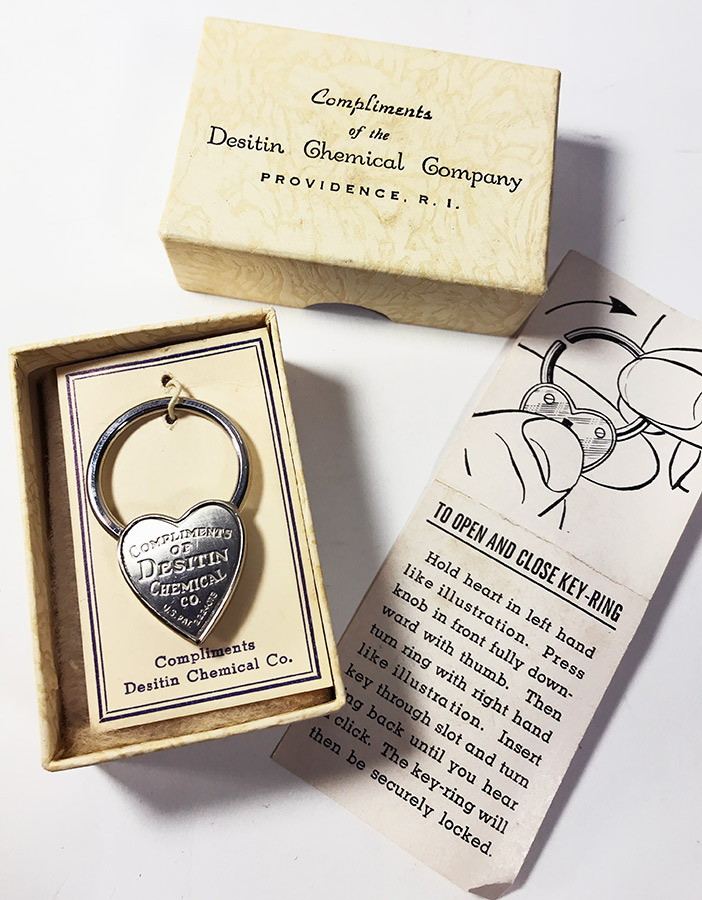 Compliments
of the
Desitin Chemical Company
PROVIDENCE, R. I.
COMPLIMENTS
OF
DESITIN
CHEMICAL
CO.
U.S. PAT.
Compliments
Desitin Chemical Co.
TO OPEN AND CLOSE KEY-RING
Hold heart in left hand
like illustration. Press
knob in front fully down-
ward with thumb. Then
turn ring with right hand
like illustration. Insert
key through slot and turn
back until you hear
click. The key-ring will
then be securely locked.